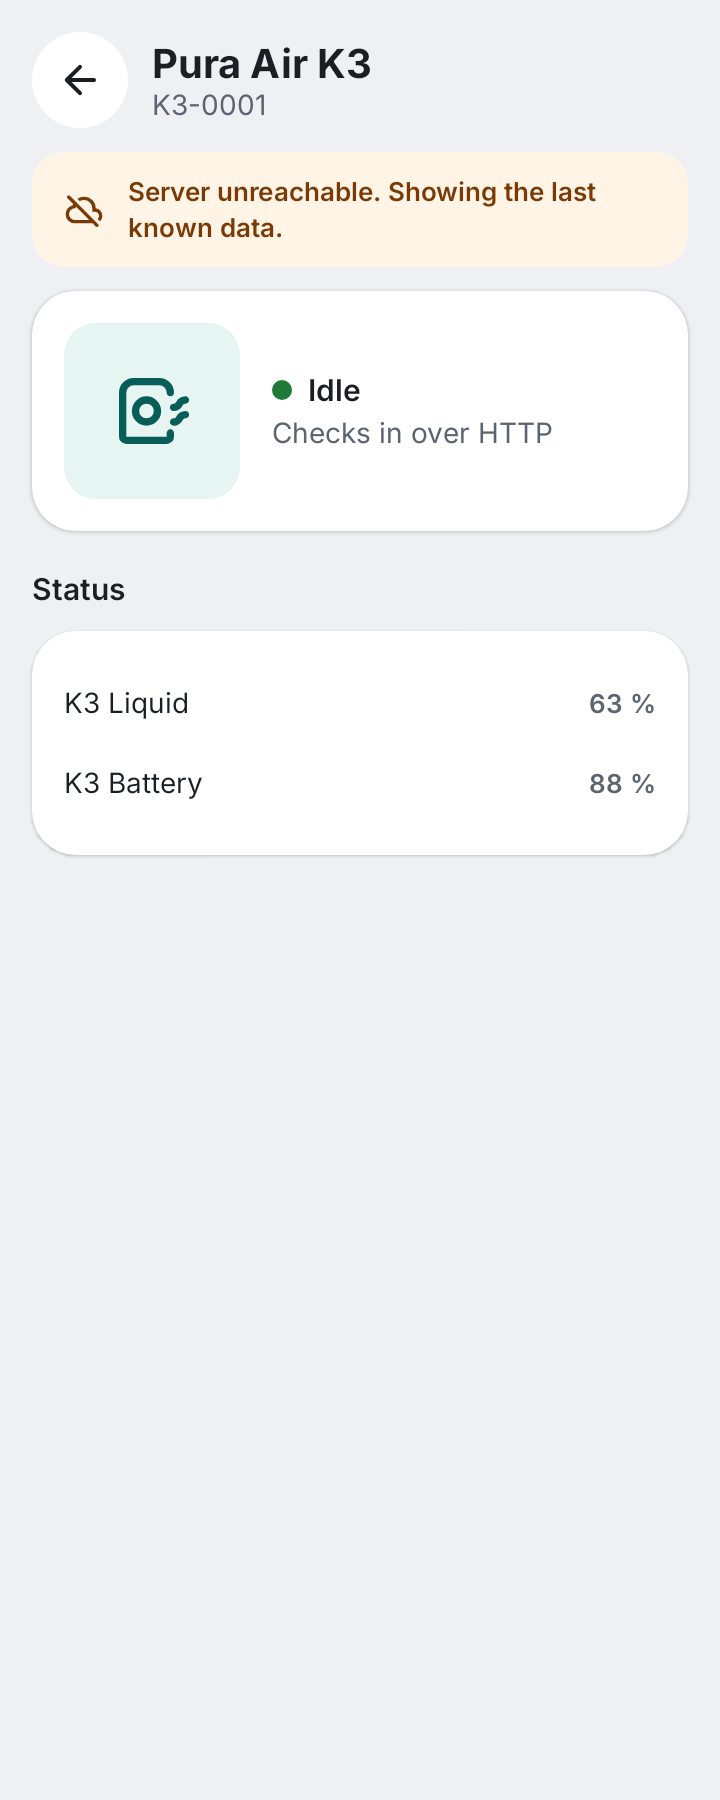 Pura Air K3
K3-0001
Server unreachable. Showing the last
known data.
Idle
Checks in over HTTP
Status
K3 Liquid 63 %
K3 Battery 88 %